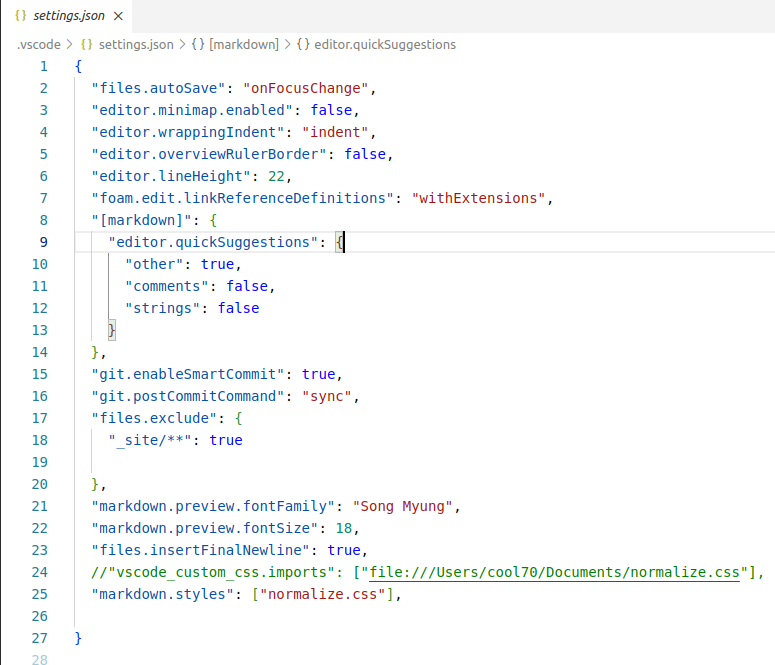 {} settings.json ×
.vscode > {} settings.json > {} [markdown] > {} editor.quickSuggestions
1 {
2 "files.autoSave": "onFocusChange",
3 "editor.minimap.enabled": false,
4 "editor.wrappingIndent": "indent",
5 "editor.overviewRulerBorder": false,
6 "editor.lineHeight": 22,
7 "foam.edit.linkReferenceDefinitions": "withExtensions",
8 "[markdown]": {
9 "editor.quickSuggestions": {
10 "other": true,
11 "comments": false,
12 "strings": false
13 }
14 },
15 "git.enableSmartCommit": true,
16 "git.postCommitCommand": "sync",
17 "files.exclude": {
18 "_site/**": true
19
20 },
21 "markdown.preview.fontFamily": "Song Myung",
22 "markdown.preview.fontSize": 18,
23 "files.insertFinalNewline": true,
24 //"vscode_custom_css.imports": ["file:///Users/cool70/Documents/normalize.css"],
25 "markdown.styles": ["normalize.css"],
26
27 }
28